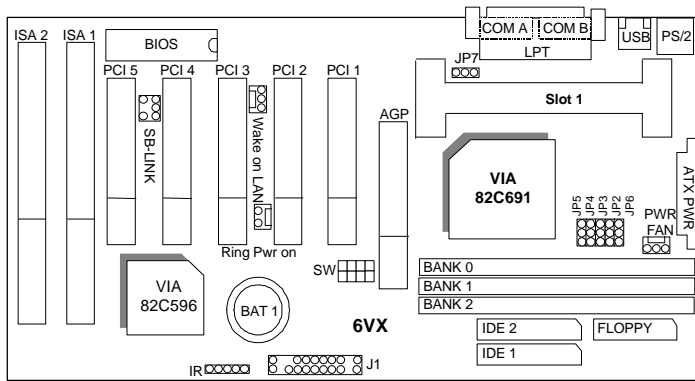 ISA 2
ISA 1
BIOS
COM A
COM B
LPT
USB
PS/2
PCI 5
PCI 4
PCI 3
PCI 2
PCI 1
JP7
Slot 1
SB-LINK
Wake on LAN
AGP
VIA
82C691
JP5
JP4
JP3
JP2
JP6
PWR
FAN
ATX PWR
Ring Pwr on
SW
BANK 0
BANK 1
BANK 2
VIA
82C596
BAT 1
6VX
IDE 2
FLOPPY
IDE 1
IR
J1